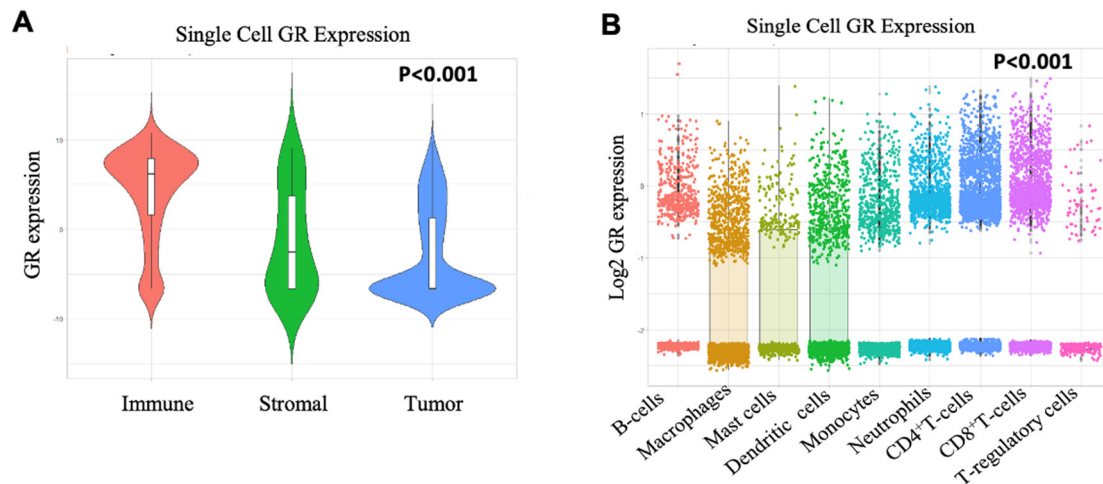 A
Single Cell GR Expression
P<0.001
GR expression
10
0
-10
Immune Stromal Tumor
B
Single Cell GR Expression
P<0.001
Log2 GR expression
1
0
-1
-2
B-cells
Macrophages
Mast cells
Dendritic cells
Monocytes
Neutrophils
CD4⁺T-cells
CD8⁺T-cells
T-regulatory cells